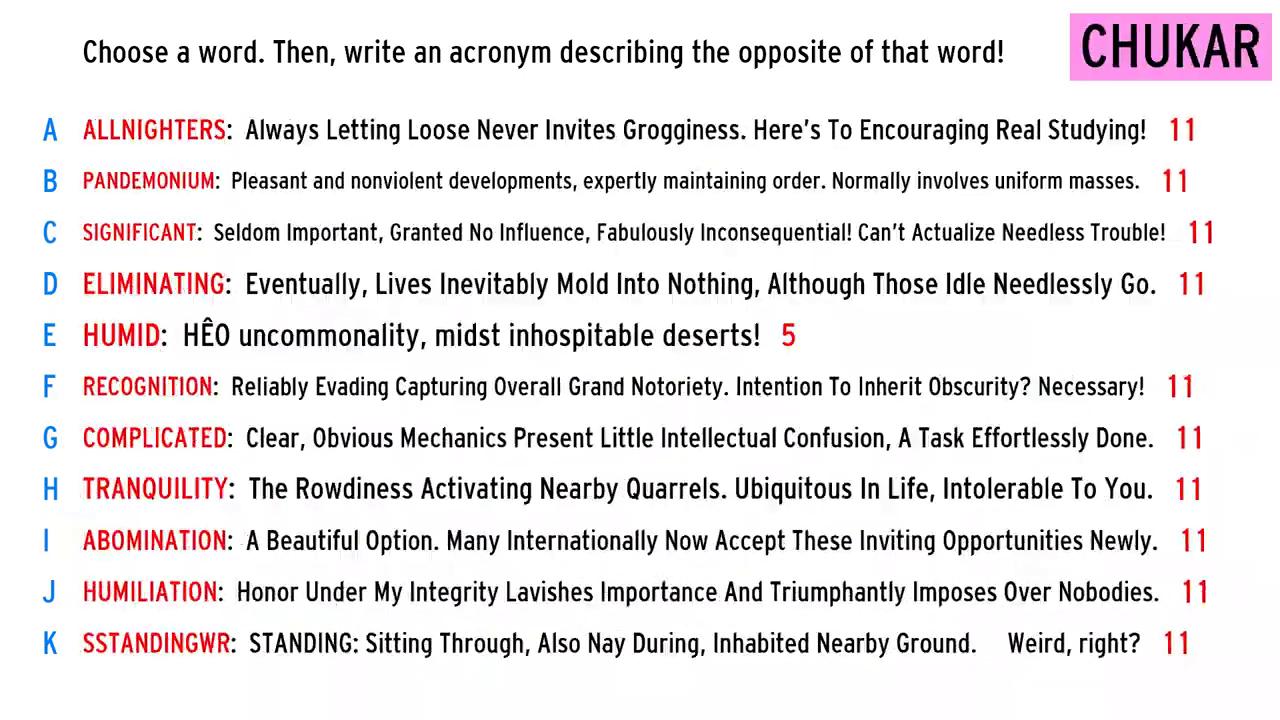 Choose a word. Then, write an acronym describing the opposite of that word!
CHUKAR
A ALLNIGHTERS: Always Letting Loose Never Invites Grogginess. Here's To Encouraging Real Studying! 11
B PANDEMONIUM: Pleasant and nonviolent developments, expertly maintaining order. Normally involves uniform masses. 11
C SIGNIFICANT: Seldom Important, Granted No Influence, Fabulously Inconsequential! Can't Actualize Needless Trouble! 11
D ELIMINATING: Eventually, Lives Inevitably Mold Into Nothing, Although Those Idle Needlessly Go. 11
E HUMID: HÊO uncommonality, midst inhospitable deserts! 5
F RECOGNITION: Reliably Evading Capturing Overall Grand Notoriety. Intention To Inherit Obscurity? Necessary! 11
G COMPLICATED: Clear, Obvious Mechanics Present Little Intellectual Confusion, A Task Effortlessly Done. 11
H TRANQUILITY: The Rowdiness Activating Nearby Quarrels. Ubiquitous In Life, Intolerable To You. 11
I ABOMINATION: A Beautiful Option. Many Internationally Now Accept These Inviting Opportunities Newly. 11
J HUMILIATION: Honor Under My Integrity Lavishes Importance And Triumphantly Imposes Over Nobodies. 11
K SSTANDINGWR: STANDING: Sitting Through, Also Nay During, Inhabited Nearby Ground. Weird, right? 11